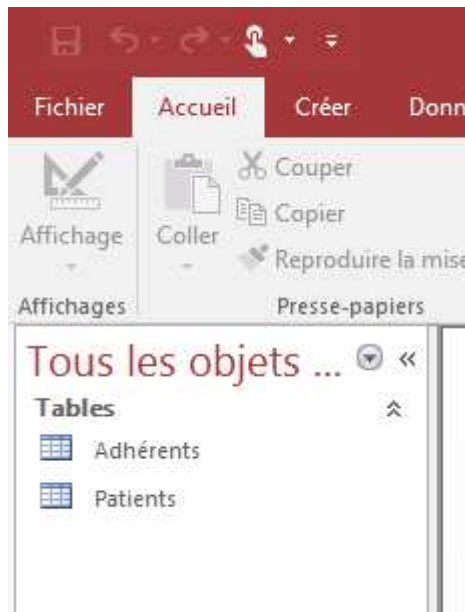 Fichier Accueil Créer Donn
Affichage Coller Couper
Copier
Reproduire la mise
Affichages Presse-papiers
Tous les objets ...
Tables
Adhérents
Patients